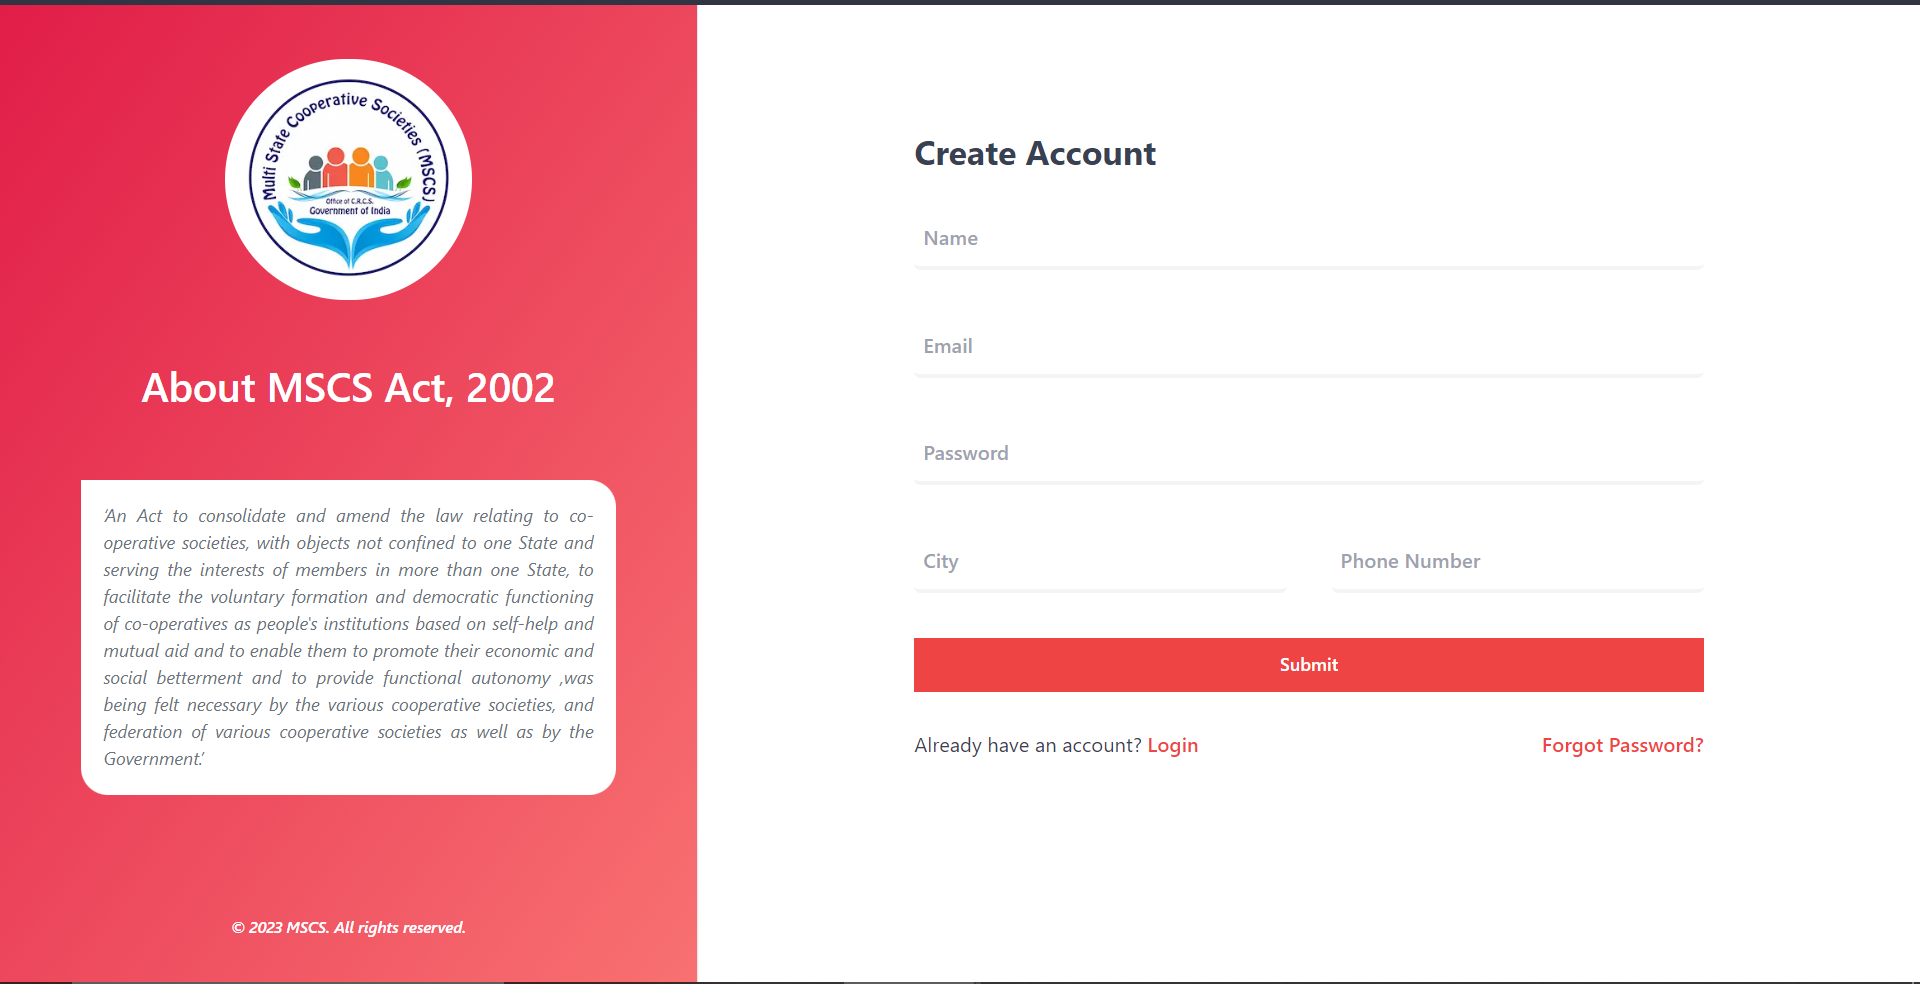 Multi State Cooperative Societies (MSCS)
Office of C.R.C.S.
Government of India
About MSCS Act, 2002
‘An Act to consolidate and amend the law relating to co-
operative societies, with objects not confined to one State and
serving the interests of members in more than one State, to
facilitate the voluntary formation and democratic functioning
of co-operatives as people's institutions based on self-help and
mutual aid and to enable them to promote their economic and
social betterment and to provide functional autonomy ,was
being felt necessary by the various cooperative societies, and
federation of various cooperative societies as well as by the
Government.’
© 2023 MSCS. All rights reserved.
Create Account
Name
Email
Password
City
Phone Number
Submit
Already have an account? Login
Forgot Password?